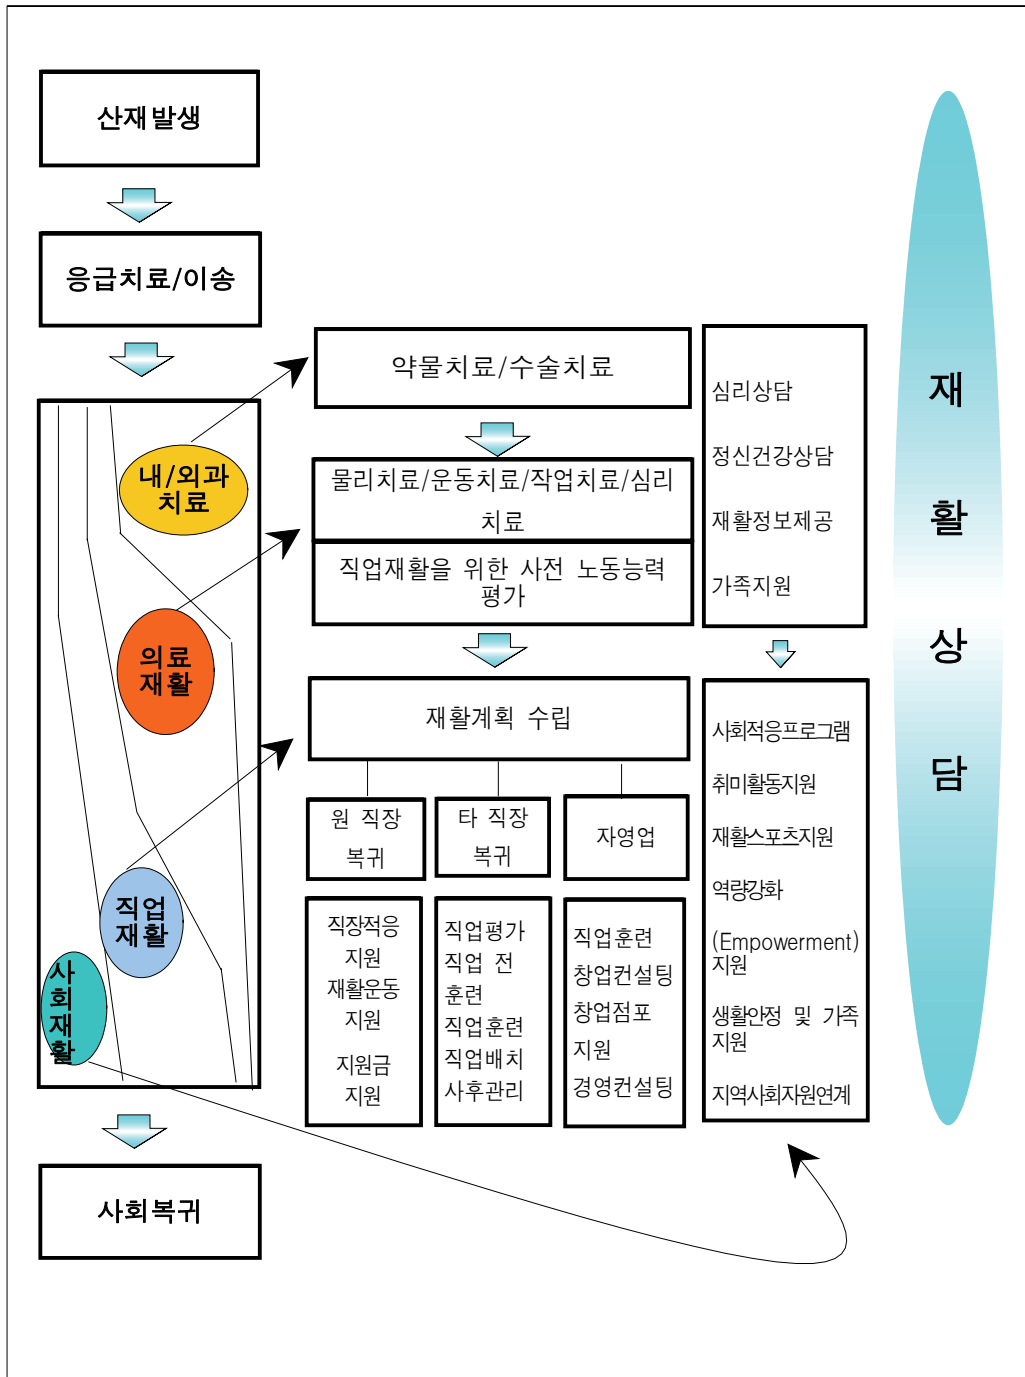 산재발생
응급치료/이송
내/외과
치료
의료
재활
직업
재활
사
회
재
활
사회복귀
약물치료/수술치료
물리치료/운동치료/작업치료/심리
치료
직업재활을 위한 사전 노동능력
평가
재활계획 수립
원 직장
복귀
타 직장
복귀
자영업
직장적응
지원
재활운동
지원
지원금
지원
직업평가
직업 전
훈련
직업훈련
직업배치
사후관리
직업훈련
창업컨설팅
창업점포
지원
경영컨설팅
심리상담
정신건강상담
재활정보제공
가족지원
사회적응프로그램
취미활동지원
재활스포츠지원
역량강화
(Empowerment)
지원
생활안정 및 가족
지원
지역사회자원연계
재
활
상
담